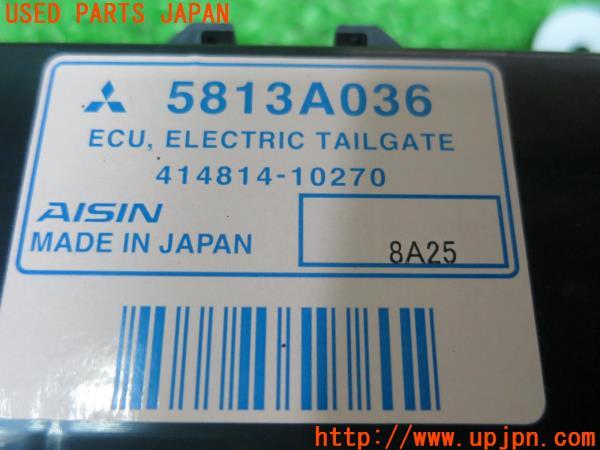 USED PARTS JAPAN
5813A036
ECU, ELECTRIC TAILGATE
414814-10270
AISIN
MADE IN JAPAN
8A25
http://www.upjpn.com